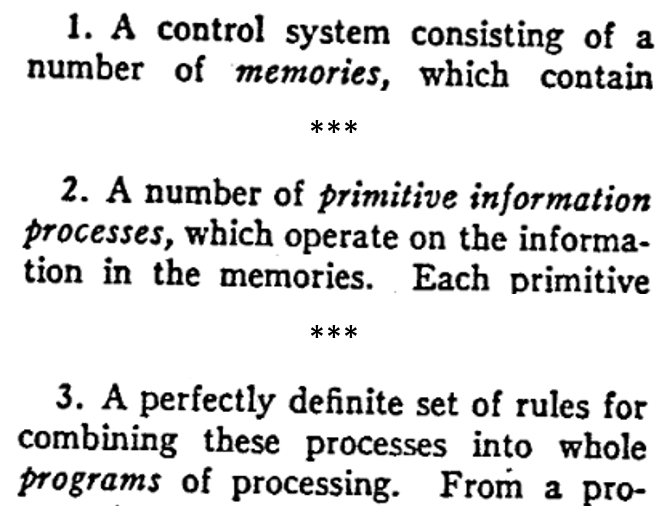 1. A control system consisting of a
number of memories, which contain
***
2. A number of primitive information
processes, which operate on the informa-
tion in the memories. Each primitive
***
3. A perfectly definite set of rules for
combining these processes into whole
programs of processing. From a pro-